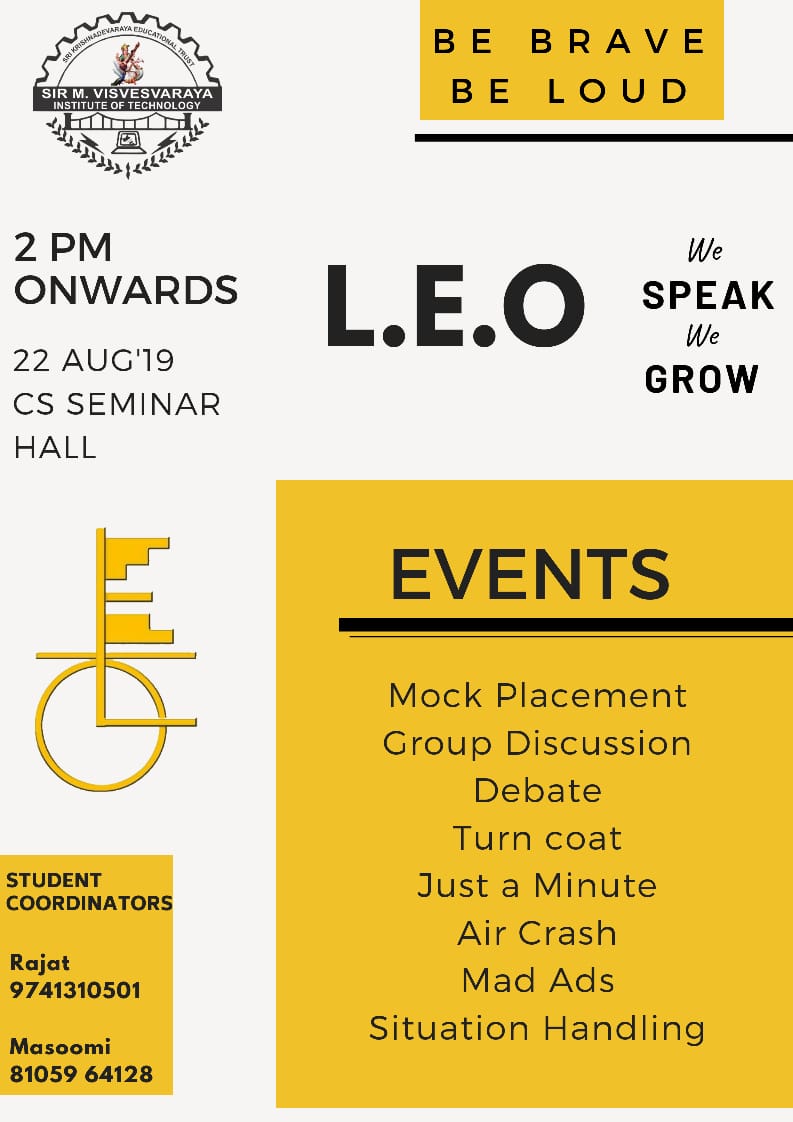 SRI KRISHNADEVARAYA EDUCATIONAL TRUST
SIR M. VISVESVARAYA
INSTITUTE OF TECHNOLOGY
BE BRAVE
BE LOUD
2 PM
ONWARDS
22 AUG'19
CS SEMINAR
HALL
L.E.O
We
SPEAK
We
GROW
EVENTS
Mock Placement
Group Discussion
Debate
Turn coat
Just a Minute
Air Crash
Mad Ads
Situation Handling
STUDENT
COORDINATORS
Rajat
9741310501
Masoomi
81059 64128